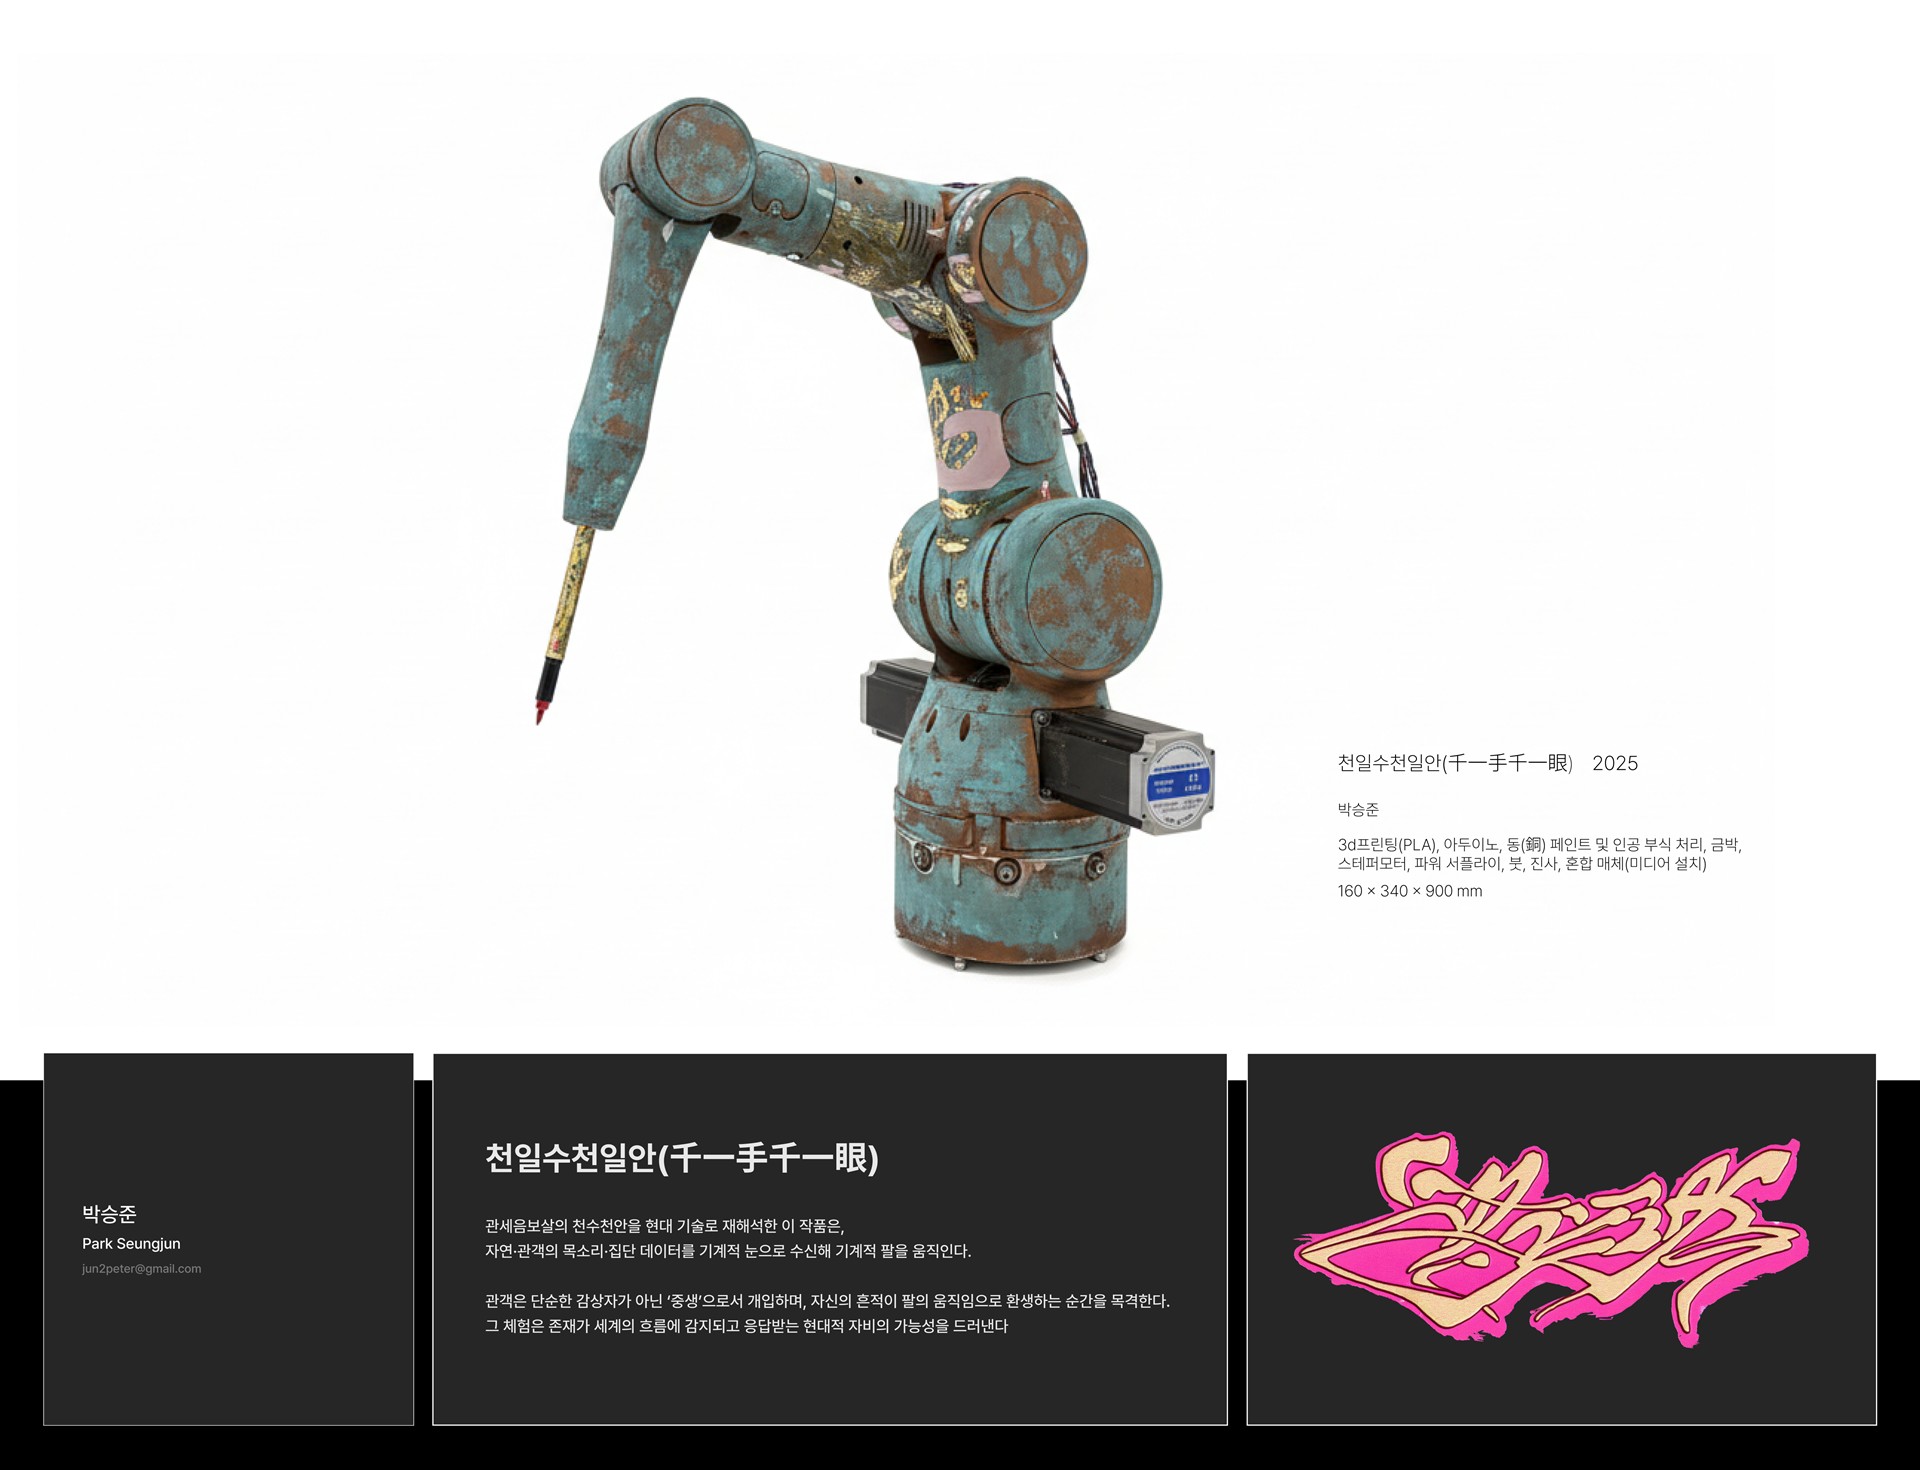 천일수천일안(千一手千一眼) 2025
박승준
3d프린팅(PLA), 아두이노, 동(銅) 페인트 및 인공 부식 처리, 금박,
스테퍼모터, 파워 서플라이, 붓, 진사, 혼합 매체(미디어 설치)
160 × 340 × 900 mm
박승준
Park Seungjun
jun2peter@gmail.com
천일수천일안(千一手千一眼)
관세음보살의 천수천안을 현대 기술로 재해석한 이 작품은,
자연·관객의 목소리·집단 데이터를 기계적 눈으로 수신해 기계적 팔을 움직인다.
관객은 단순한 감상자가 아닌 ‘중생’으로서 개입하며, 자신의 흔적이 팔의 움직임으로 환생하는 순간을 목격한다.
그 체험은 존재가 세계의 흐름에 감지되고 응답받는 현대적 자비의 가능성을 드러낸다